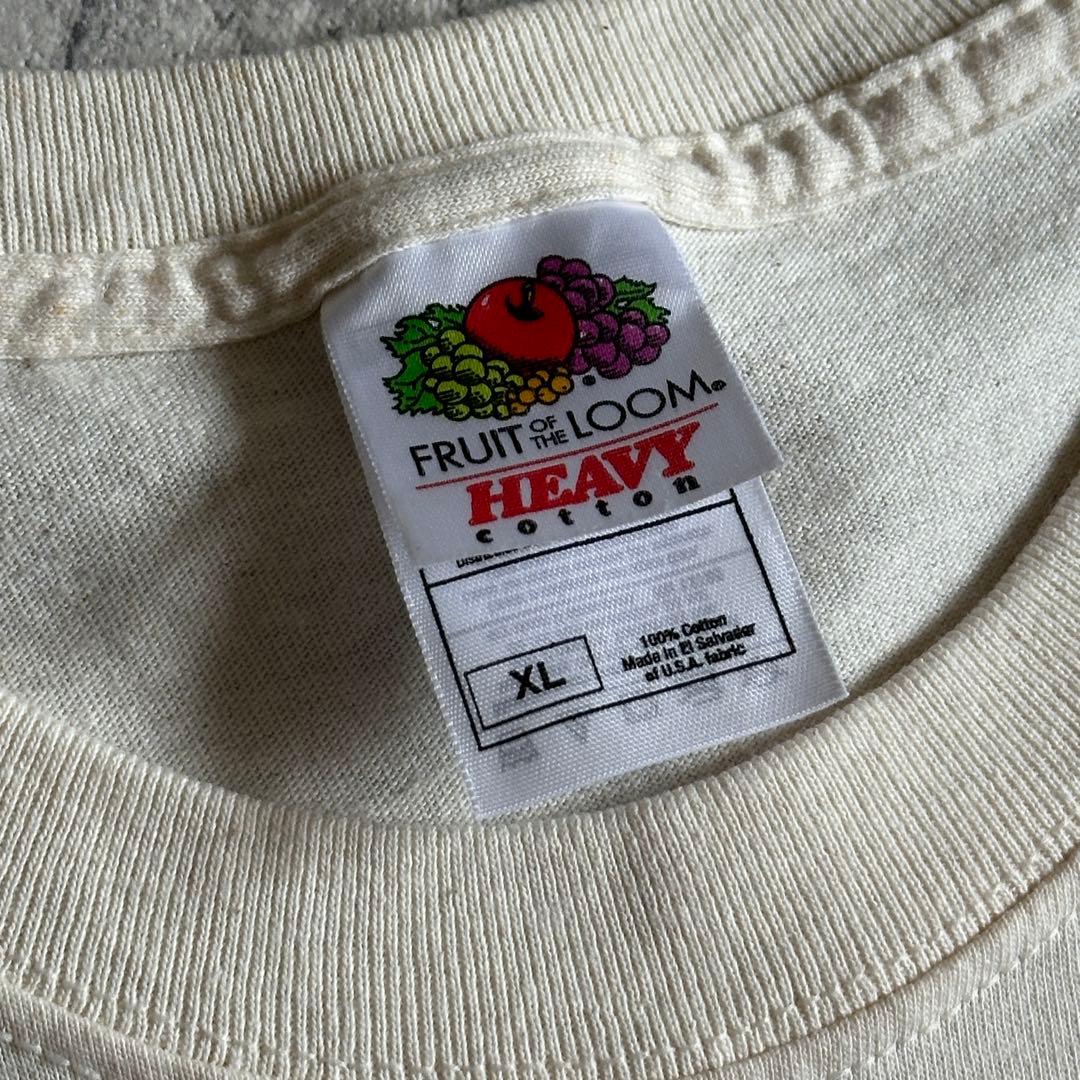 FRUIT OF THE LOOM®
HEAVY
cotton
XL
100% Cotton
Made in El Salvador
of U.S.A. fabric